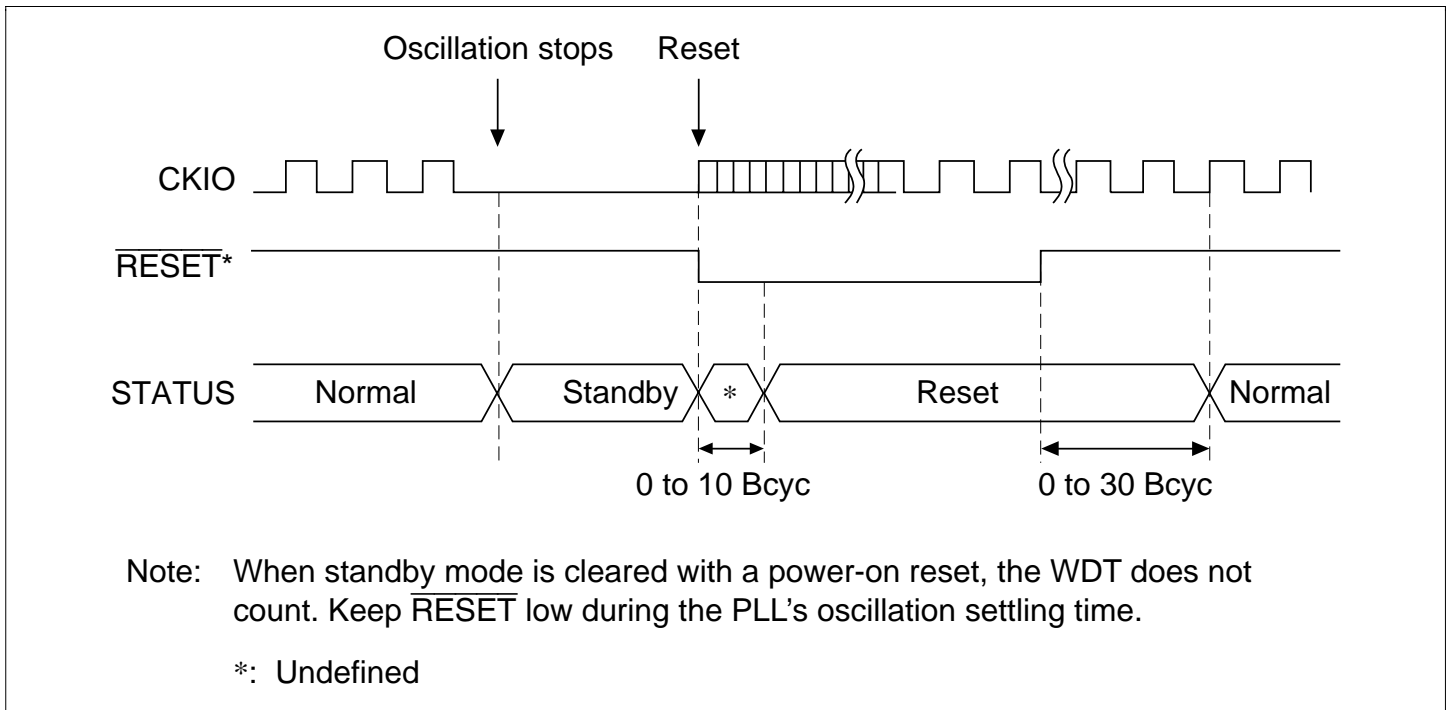 Oscillation stops Reset
CKIO
RESET*
STATUS Normal Standby * Reset Normal
0 to 10 Bcyc 0 to 30 Bcyc
Note: When standby mode is cleared with a power-on reset, the WDT does not
count. Keep RESET low during the PLL's oscillation settling time.
*: Undefined